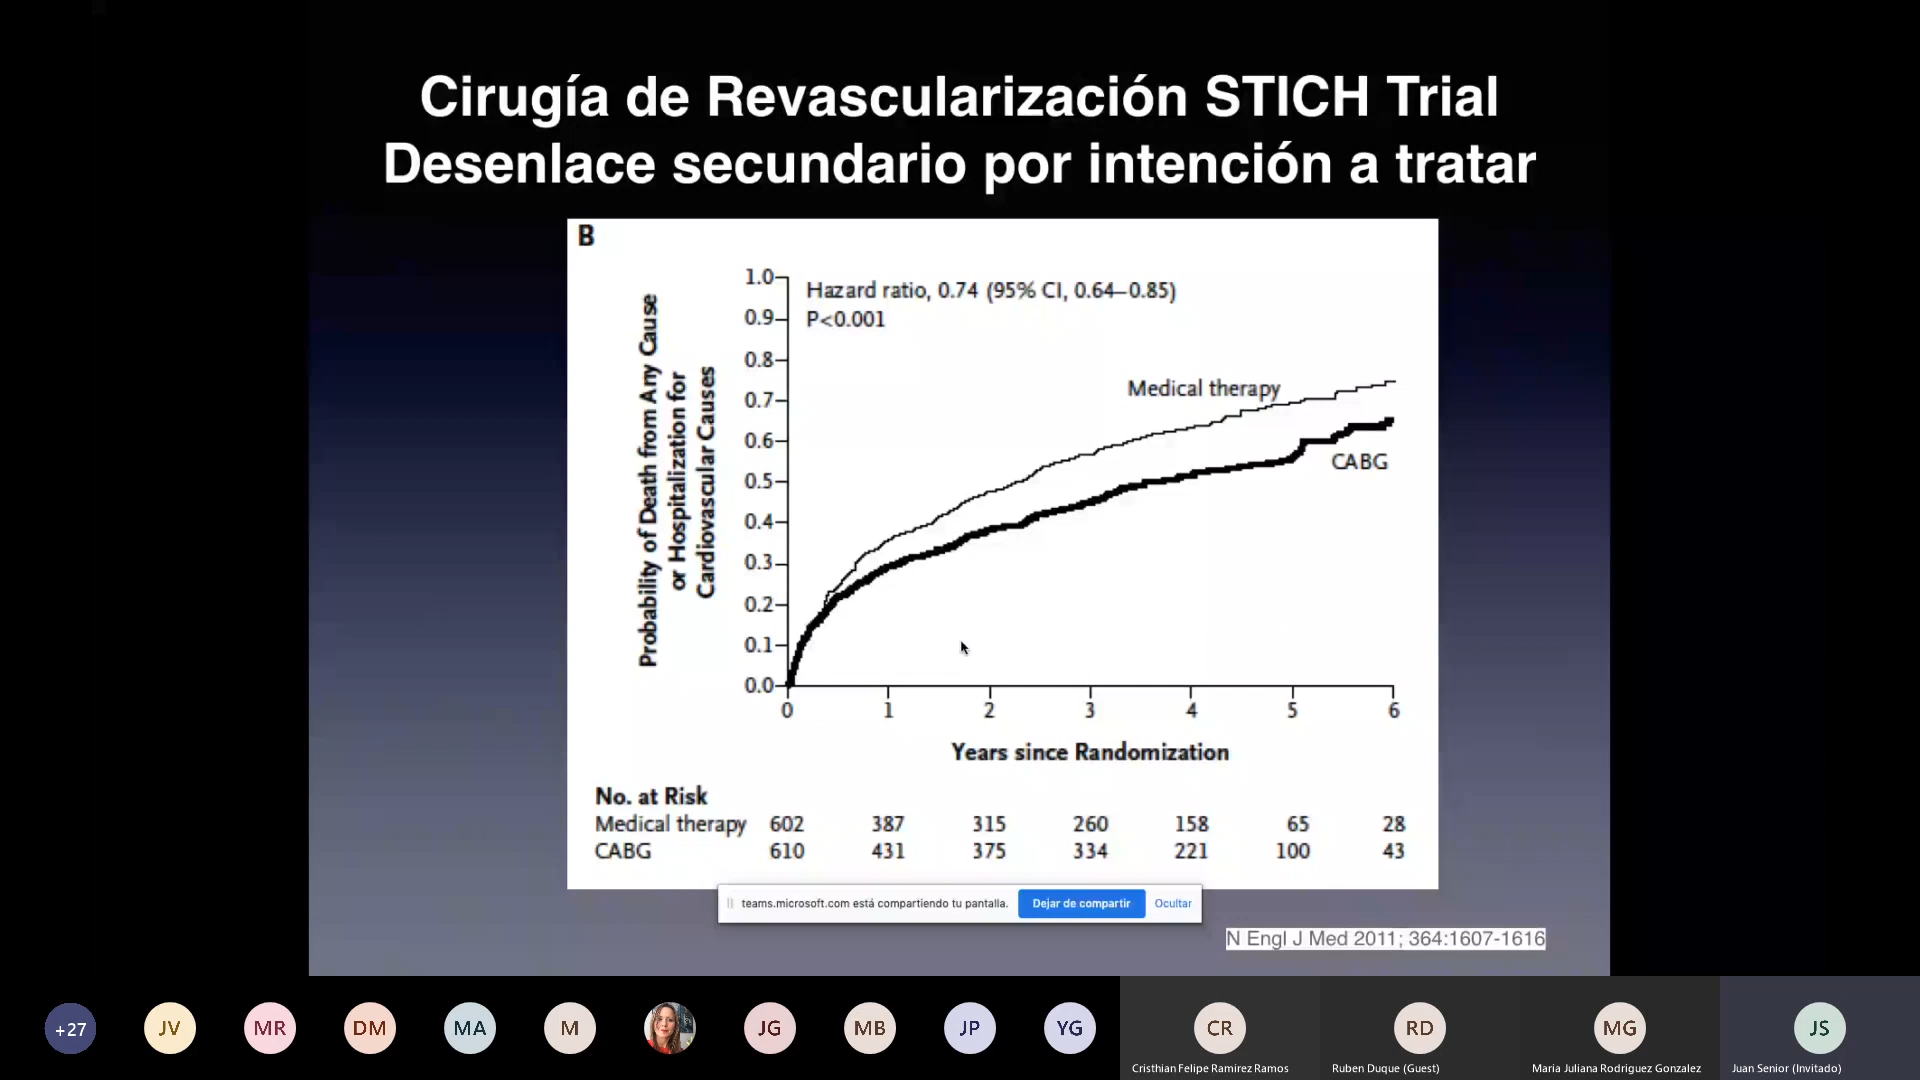 Cirugía de Revascularización STICH Trial
Desenlace secundario por intención a tratar
B
Probability of Death from Any Cause
or Hospitalization for
Cardiovascular Causes
1.0
0.9
0.8
0.7
0.6
0.5
0.4
0.3
0.2
0.1
0.0
Hazard ratio, 0.74 (95% CI, 0.64–0.85)
P<0.001
Medical therapy
CABG
0 1 2 3 4 5 6
Years since Randomization
No. at Risk
Medical therapy 602 387 315 260 158 65 28
CABG 610 431 375 334 221 100 43
teams.microsoft.com está compartiendo tu pantalla. Dejar de compartir Ocultar
N Engl J Med 2011; 364:1607-1616
+27 JV MR DM MA M JG MB JP YG CR RD MG JS
Cristhian Felipe Ramirez Ramos Ruben Duque (Guest) Maria Juliana Rodriguez Gonzalez Juan Senior (Invitado)